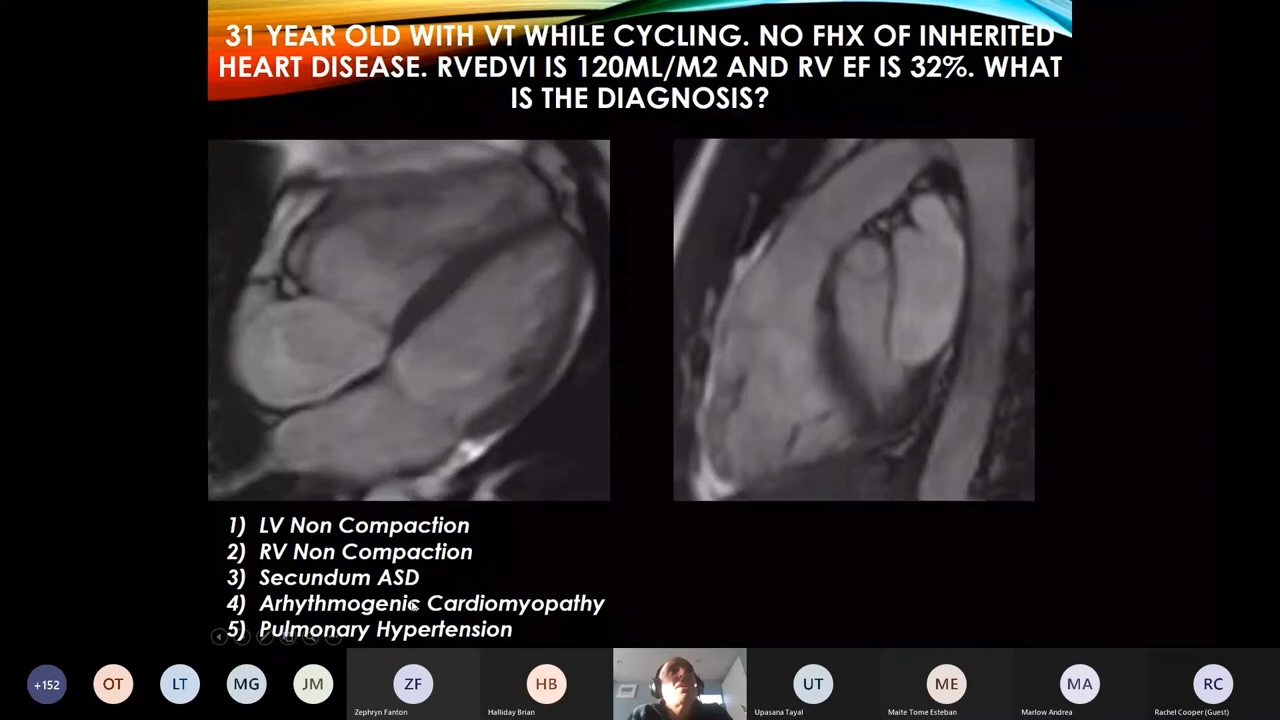 31 YEAR OLD WITH VT WHILE CYCLING. NO FHX OF INHERITED
HEART DISEASE. RVEDVI IS 120ML/M2 AND RV EF IS 32%. WHAT
IS THE DIAGNOSIS?
1) LV Non Compaction
2) RV Non Compaction
3) Secundum ASD
4) Arhythmogenic Cardiomyopathy
5) Pulmonary Hypertension
+152
OT
LT
MG
JM
ZF
Zephryn Fanton
HB
Halliday Brian
UT
Upasana Tayal
ME
Maite Tome Esteban
MA
Marlow Andrea
RC
Rachel Cooper (Guest)